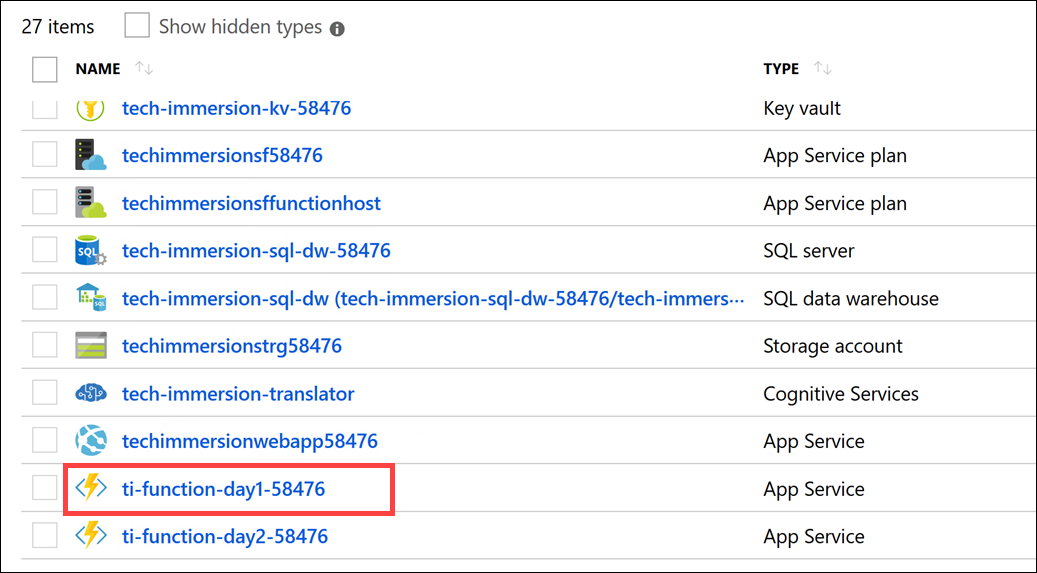 27 items Show hidden types
NAME TYPE
tech-immersion-kv-58476 Key vault
techimmersionsf58476 App Service plan
techimmersionsffunctionhost App Service plan
SQL tech-immersion-sql-dw-58476 SQL server
SQL tech-immersion-sql-dw (tech-immersion-sql-dw-58476/tech-immers··· SQL data warehouse
techimmersionstrg58476 Storage account
tech-immersion-translator Cognitive Services
techimmersionwebapp58476 App Service
ti-function-day1-58476 App Service
ti-function-day2-58476 App Service